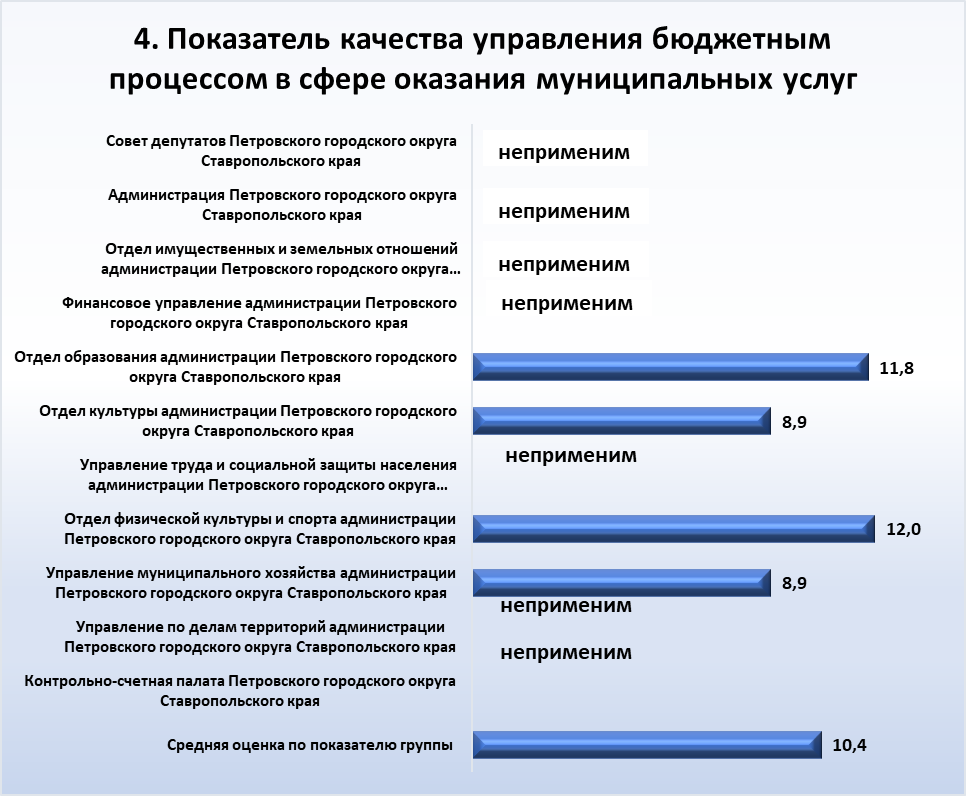 4. Показатель качества управления бюджетным
процессом в сфере оказания муниципальных услуг
Совет депутатов Петровского городского округа
Ставропольского края
неприменим
Администрация Петровского городского округа
Ставропольского края
неприменим
Отдел имущественных и земельных отношений
администрации Петровского городского округа...
неприменим
Финансовое управление администрации Петровского
городского округа Ставропольского края
неприменим
Отдел образования администрации Петровского городского
округа Ставропольского края
11,8
Отдел культуры администрации Петровского городского
округа Ставропольского края
8,9
Управление труда и социальной защиты населения
администрации Петровского городского округа...
неприменим
Отдел физической культуры и спорта администрации
Петровского городского округа Ставропольского края
12,0
Управление муниципального хозяйства администрации
Петровского городского округа Ставропольского края
8,9
неприменим
Управление по делам территорий администрации
Петровского городского округа Ставропольского края
неприменим
Контрольно-счетная палата Петровского городского округа
Ставропольского края
Средняя оценка по показателю группы
10,4